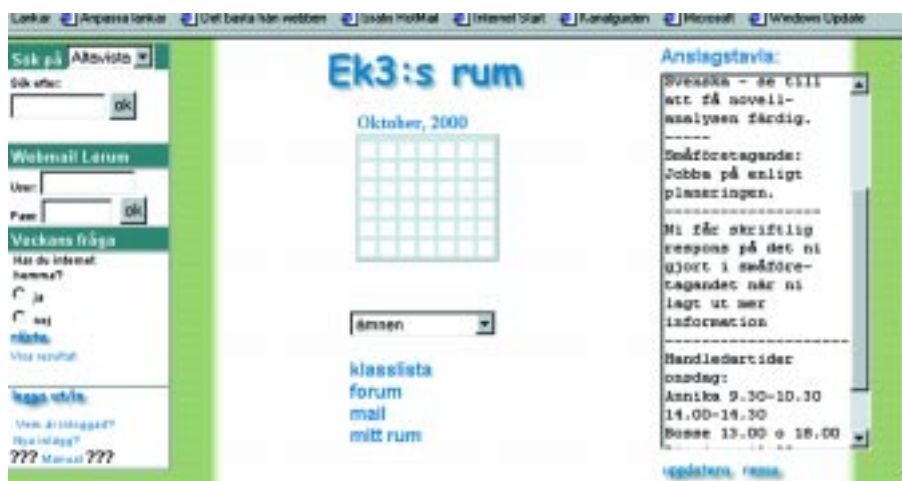 Länkar Anpassa länkar Det bästa från webben Gratis HotMail Internet Start Kanalguiden Microsoft Windows Update
Sök på Altavista
Sök efter:
ok
Webmail Lerum
User:
Pass:
ok
Veckans fråga
Har du internet
hemma?
ja
nej
rösta
Visa resultat
logga ut/in
Vem är inloggad?
Nya inlägg?
??? Manual ???
Ek3:s rum
Oktober, 2000
ämnen
klasslista
forum
mail
mitt rum
Anslagstavla:
Svenska - se till
att få novell-
analysen färdig.
-----
Småföretagande:
Jobba på enligt
planeringen.
-----------------
Ni får skriftlig
respons på det ni
gjort i småföre-
tagandet när ni
lagt ut mer
information
--------------------
Handledartider
onsdag:
Annika 9.30-10.30
14.00-14.30
Bosse 13.00 o 18.00
uppdatera, rensa,